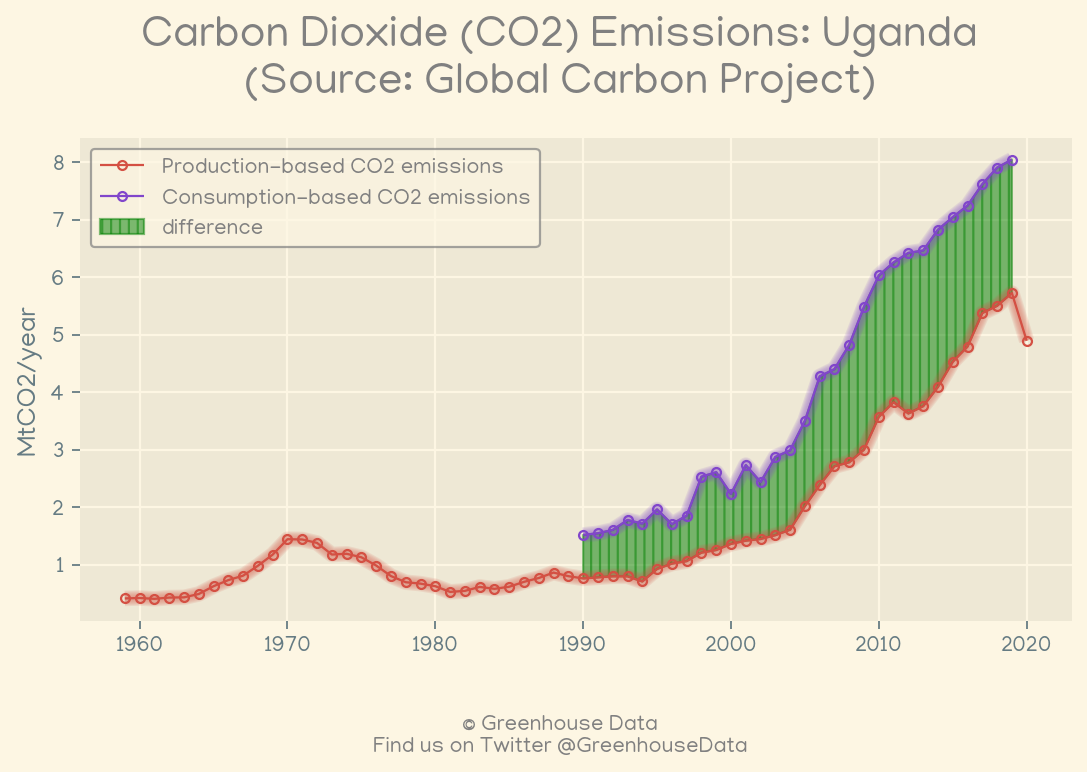 Carbon Dioxide (CO2) Emissions: Uganda
(Source: Global Carbon Project)
Production-based CO2 emissions
Consumption-based CO2 emissions
difference
MtCO2/year
8
7
6
5
4
3
2
1
1960 1970 1980 1990 2000 2010 2020
© Greenhouse Data
Find us on Twitter @GreenhouseData